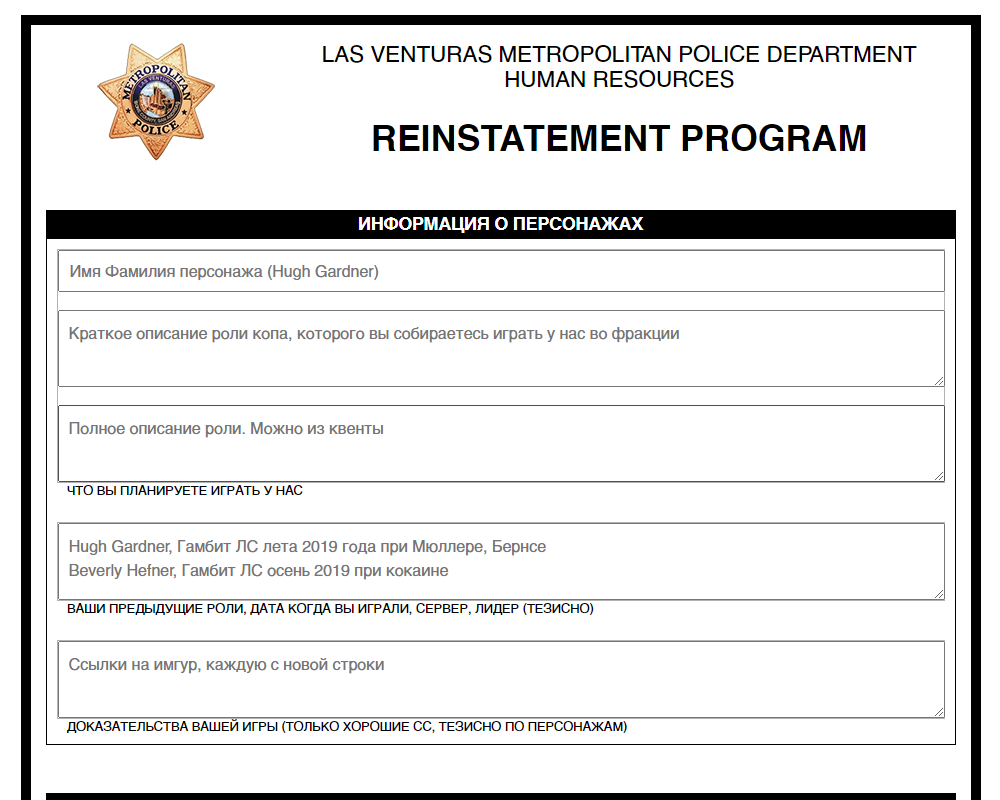 METROPOLITAN
LAS VENTURAS
POLICE
LAS VENTURAS METROPOLITAN POLICE DEPARTMENT
HUMAN RESOURCES
REINSTATEMENT PROGRAM
ИНФОРМАЦИЯ О ПЕРСОНАЖАХ
Имя Фамилия персонажа (Hugh Gardner)
Краткое описание роли копа, которого вы собираетесь играть у нас во фракции
Полное описание роли. Можно из квенты
ЧТО ВЫ ПЛАНИРУЕТЕ ИГРАТЬ У НАС
Hugh Gardner, Гамбит ЛС лета 2019 года при Мюллере, Бернсе
Beverly Hefner, Гамбит ЛС осень 2019 при кокаине
ВАШИ ПРЕДЫДУЩИЕ РОЛИ, ДАТА КОГДА ВЫ ИГРАЛИ, СЕРВЕР, ЛИДЕР (ТЕЗИСНО)
Ссылки на имгур, каждую с новой строки
ДОКАЗАТЕЛЬСТВА ВАШЕЙ ИГРЫ (ТОЛЬКО ХОРОШИЕ СС, ТЕЗИСНО ПО ПЕРСОНАЖАМ)